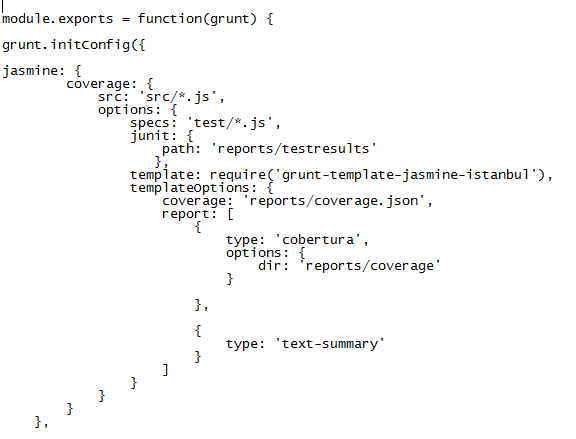 module.exports = function(grunt) {
grunt.initConfig({
jasmine: {
        coverage: {
            src: 'src/*.js',
            options: {
                specs: 'test/*.js',
                junit: {
                    path: 'reports/testresults'
                   },
                template: require('grunt-template-jasmine-istanbul'),
                templateOptions: {
                    coverage: 'reports/coverage.json',
                    report: [
                        {
                            type: 'cobertura',
                            options: {
                                dir: 'reports/coverage'
                            }
                        },
                        {
                            type: 'text-summary'
                        }
                    ]
                }
            }
        }
    },